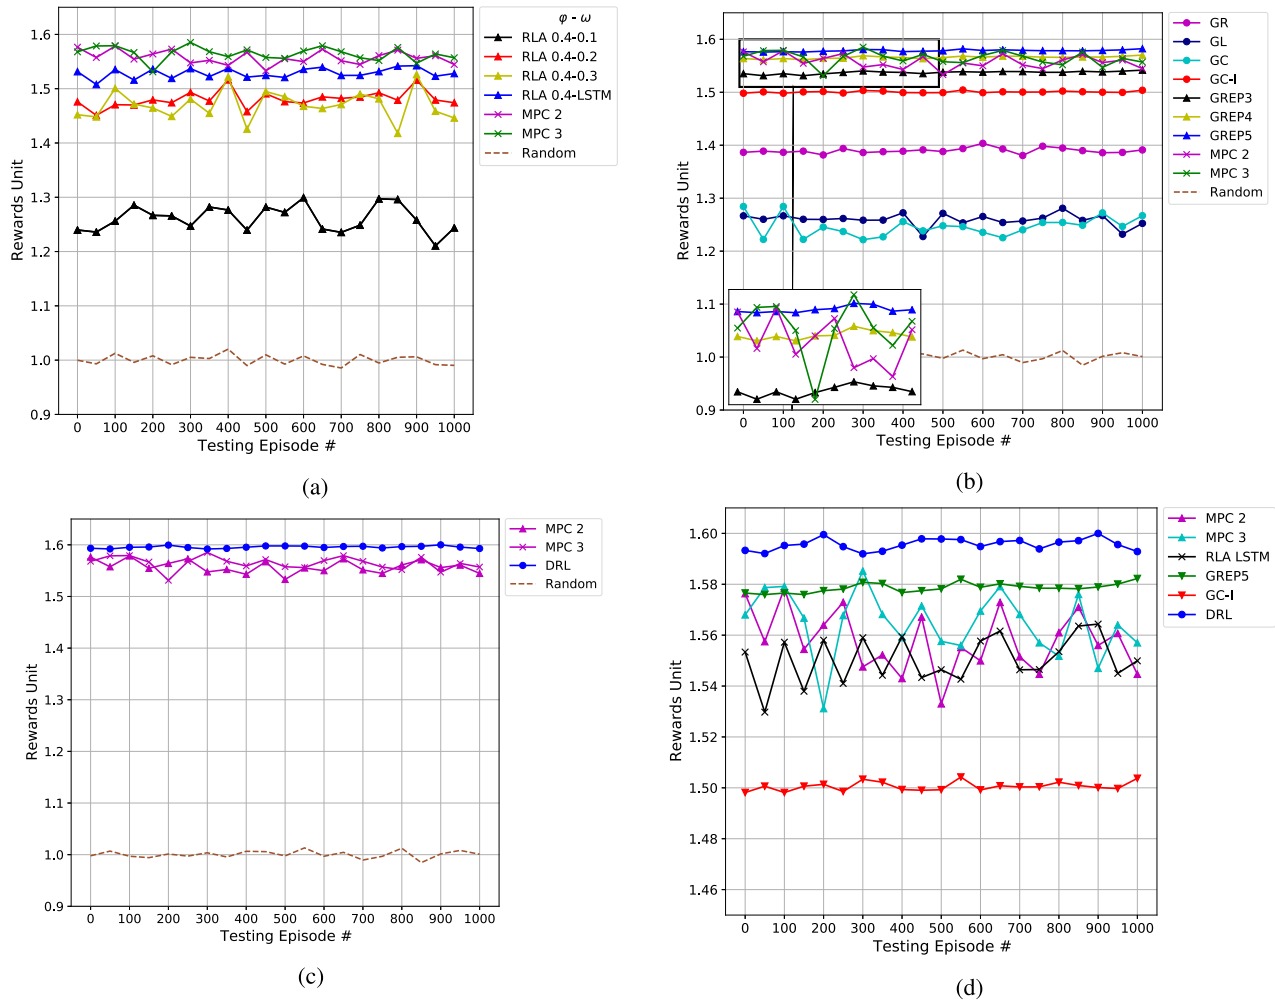 φ - ω
RLA 0.4-0.1
RLA 0.4-0.2
RLA 0.4-0.3
RLA 0.4-LSTM
MPC 2
MPC 3
Random
1.6
1.5
1.4
1.3
1.2
1.1
1.0
0.9
Rewards Unit
0 100 200 300 400 500 600 700 800 900 1000
Testing Episode #
(a)
GR
GL
GC
GC-I
GREP3
GREP4
GREP5
MPC 2
MPC 3
Random
1.6
1.5
1.4
1.3
1.2
1.1
1.0
0.9
Rewards Unit
0 100 200 300 400 500 600 700 800 900 1000
Testing Episode #
(b)
MPC 2
MPC 3
DRL
Random
1.6
1.5
1.4
1.3
1.2
1.1
1.0
0.9
Rewards Unit
0 100 200 300 400 500 600 700 800 900 1000
Testing Episode #
(c)
MPC 2
MPC 3
RLA LSTM
GREP5
GC-I
DRL
1.60
1.58
1.56
1.54
1.52
1.50
1.48
1.46
Rewards Unit
0 100 200 300 400 500 600 700 800 900 1000
Testing Episode #
(d)